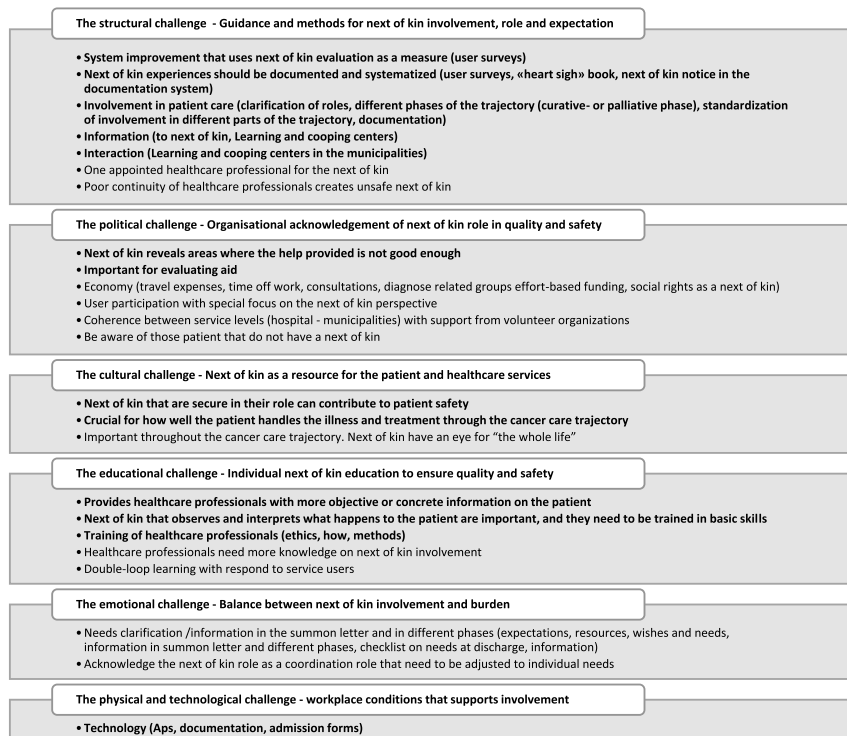 The structural challenge - Guidance and methods for next of kin involvement, role and expectation
• System improvement that uses next of kin evaluation as a measure (user surveys)
• Next of kin experiences should be documented and systematized (user surveys, «heart sigh» book, next of kin notice in the
documentation system)
• Involvement in patient care (clarification of roles, different phases of the trajectory (curative- or palliative phase), standardization
of involvement in different parts of the trajectory, documentation)
• Information (to next of kin, Learning and cooping centers)
• Interaction (Learning and cooping centers in the municipalities)
• One appointed healthcare professional for the next of kin
• Poor continuity of healthcare professionals creates unsafe next of kin
The political challenge - Organisational acknowledgement of next of kin role in quality and safety
• Next of kin reveals areas where the help provided is not good enough
• Important for evaluating aid
• Economy (travel expenses, time off work, consultations, diagnose related groups effort-based funding, social rights as a next of kin)
• User participation with special focus on the next of kin perspective
• Coherence between service levels (hospital - municipalities) with support from volunteer organizations
• Be aware of those patient that do not have a next of kin
The cultural challenge - Next of kin as a resource for the patient and healthcare services
• Next of kin that are secure in their role can contribute to patient safety
• Crucial for how well the patient handles the illness and treatment through the cancer care trajectory
• Important throughout the cancer care trajectory. Next of kin have an eye for “the whole life”
The educational challenge - Individual next of kin education to ensure quality and safety
• Provides healthcare professionals with more objective or concrete information on the patient
• Next of kin that observes and interprets what happens to the patient are important, and they need to be trained in basic skills
• Training of healthcare professionals (ethics, how, methods)
• Healthcare professionals need more knowledge on next of kin involvement
• Double-loop learning with respond to service users
The emotional challenge - Balance between next of kin involvement and burden
• Needs clarification /information in the summon letter and in different phases (expectations, resources, wishes and needs,
information in summon letter and different phases, checklist on needs at discharge, information)
• Acknowledge the next of kin role as a coordination role that need to be adjusted to individual needs
The physical and technological challenge - workplace conditions that supports involvement
• Technology (Aps, documentation, admission forms)